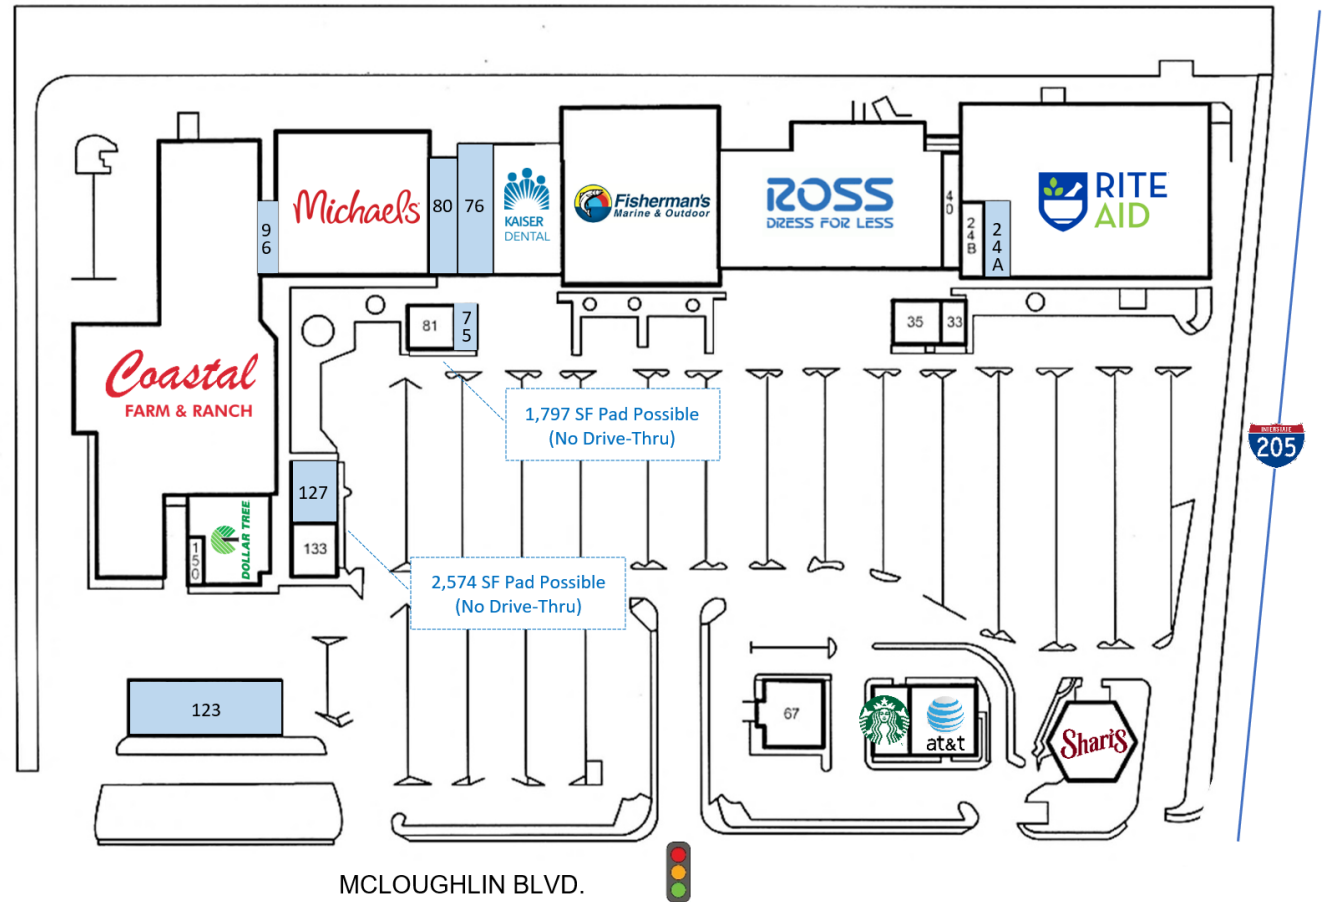 Michaels
80
76
KAISER
DENTAL
Fisherman's
Marine & Outdoor
ROSS
DRESS FOR LESS
40
24B
24A
RITE
AID
96
81
75
35
33
Coastal
FARM & RANCH
1,797 SF Pad Possible
(No Drive-Thru)
INTERSTATE
205
127
133
150
DOLLAR TREE
2,574 SF Pad Possible
(No Drive-Thru)
123
67
at&t
Shari's
MCLOUGHLIN BLVD.